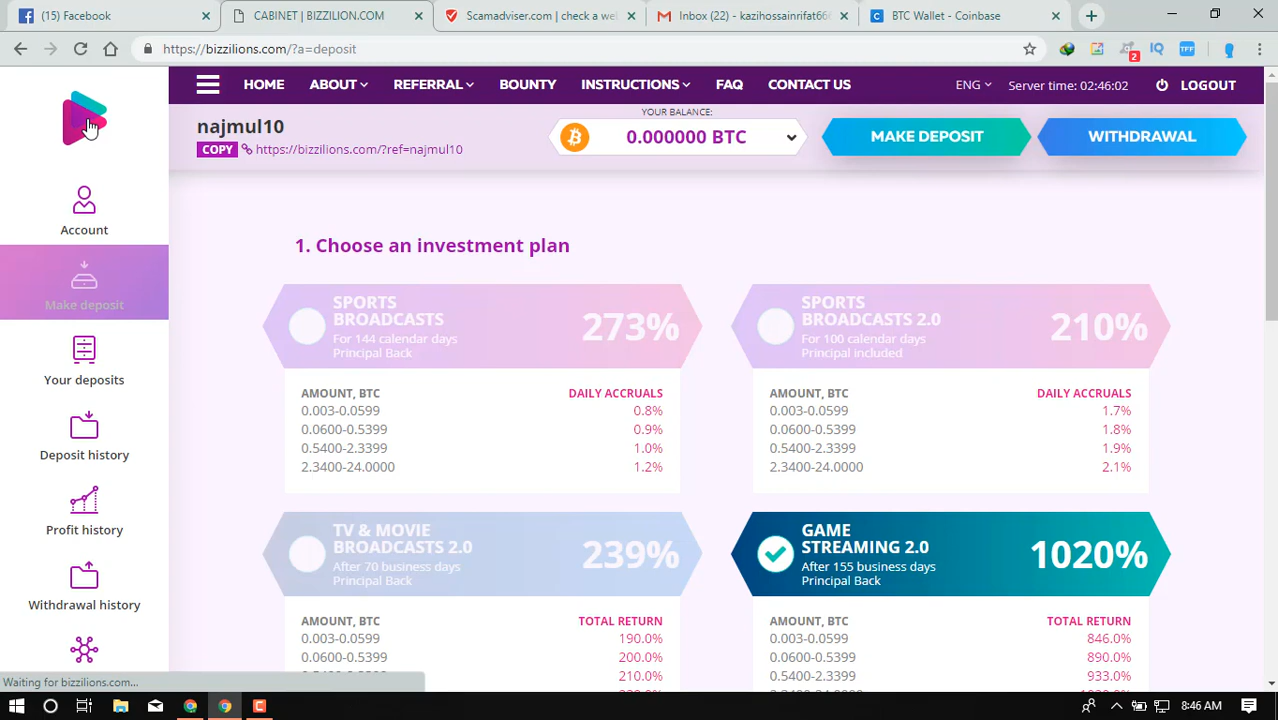 (15) Facebook
CABINET | BIZZILION.COM
Scamadviser.com | check a we
Inbox (22) - kazihossainrifat66
BTC Wallet - Coinbase
https://bizzilions.com/?a=deposit
2
IQ
TFF
HOME
ABOUT
REFERRAL
BOUNTY
INSTRUCTIONS
FAQ
CONTACT US
ENG
Server time: 02:46:02
LOGOUT
najmul10
COPY https://bizzilions.com/?ref=najmul10
YOUR BALANCE:
0.000000 BTC
MAKE DEPOSIT
WITHDRAWAL
Account
Make deposit
Your deposits
Deposit history
Profit history
Withdrawal history
1. Choose an investment plan
SPORTS
BROADCASTS
For 144 calendar days
Principal Back
273%
AMOUNT, BTC DAILY ACCRUALS
0.003-0.0599 0.8%
0.0600-0.5399 0.9%
0.5400-2.3399 1.0%
2.3400-24.0000 1.2%
SPORTS
BROADCASTS 2.0
For 100 calendar days
Principal included
210%
AMOUNT, BTC DAILY ACCRUALS
0.003-0.0599 1.7%
0.0600-0.5399 1.8%
0.5400-2.3399 1.9%
2.3400-24.0000 2.1%
TV & MOVIE
BROADCASTS 2.0
After 70 business days
Principal Back
239%
AMOUNT, BTC TOTAL RETURN
0.003-0.0599 190.0%
0.0600-0.5399 200.0%
210.0%
GAME
STREAMING 2.0
After 155 business days
Principal Back
1020%
AMOUNT, BTC TOTAL RETURN
0.003-0.0599 846.0%
0.0600-0.5399 890.0%
0.5400-2.3399 933.0%
Waiting for bizzilions.com...
8:46 AM